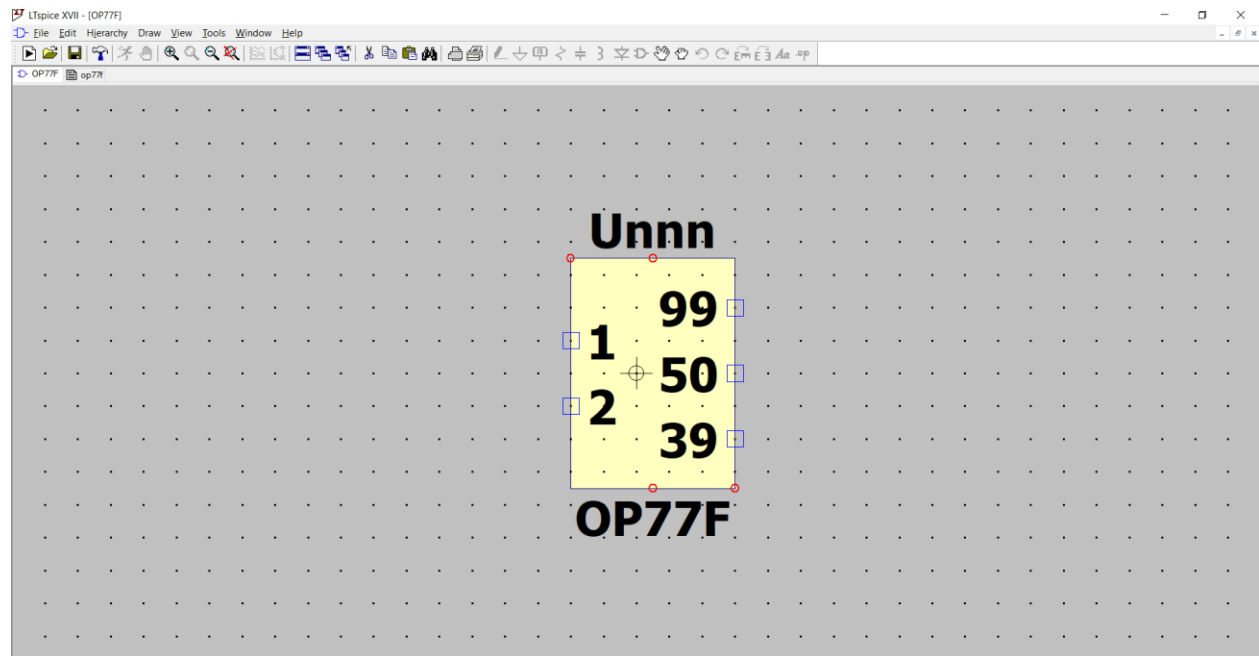 LTspice XVII - [OP77F]
File Edit Hierarchy Draw View Tools Window Help
OP77F op77f
Unnn
99
1
50
2
39
OP77F